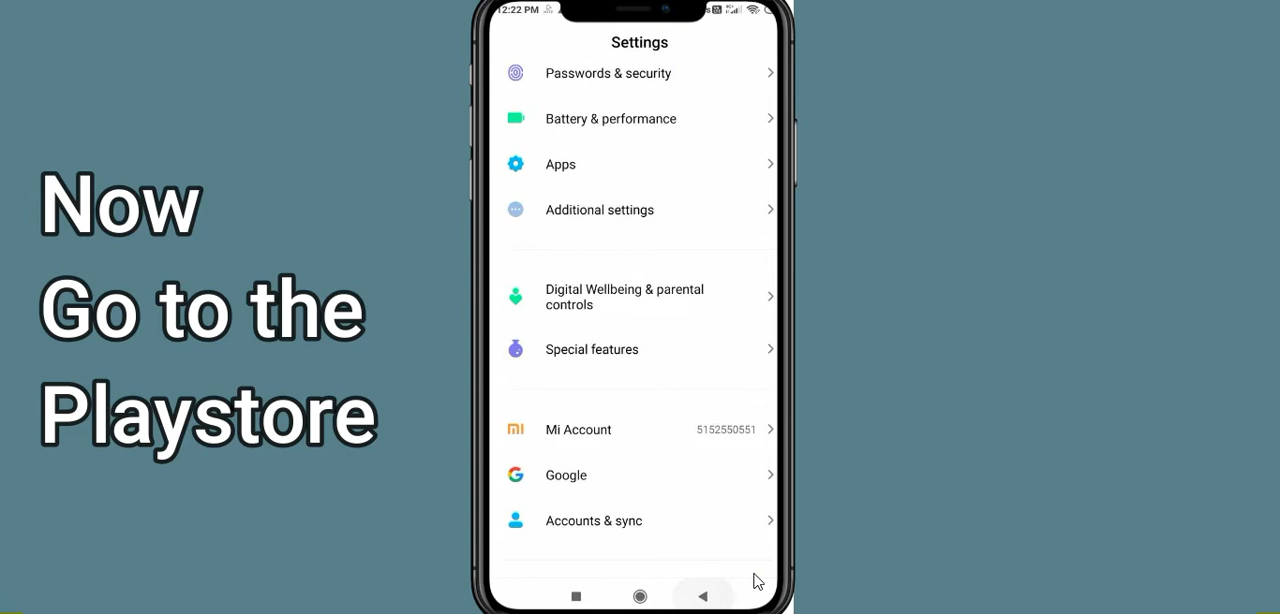 Now
Go to the
Playstore
12:22 PM
Settings
Passwords & security
Battery & performance
Apps
Additional settings
Digital Wellbeing & parental
controls
Special features
Mi Account 5152550551
Google
Accounts & sync